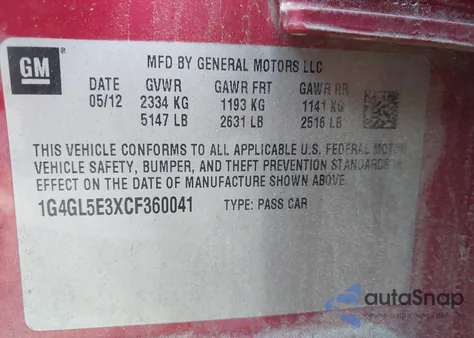 GM
MFD BY GENERAL MOTORS LLC
DATE GVWR GAWR FRT GAWR RR
05/12 2334 KG 1193 KG 1141 KG
5147 LB 2631 LB 2516 LB
THIS VEHICLE CONFORMS TO ALL APPLICABLE U.S. FEDERAL MOTOR
VEHICLE SAFETY, BUMPER, AND THEFT PREVENTION STANDARDS IN
EFFECT ON THE DATE OF MANUFACTURE SHOWN ABOVE.
1G4GL5E3XCF360041 TYPE: PASS CAR
autoSnap